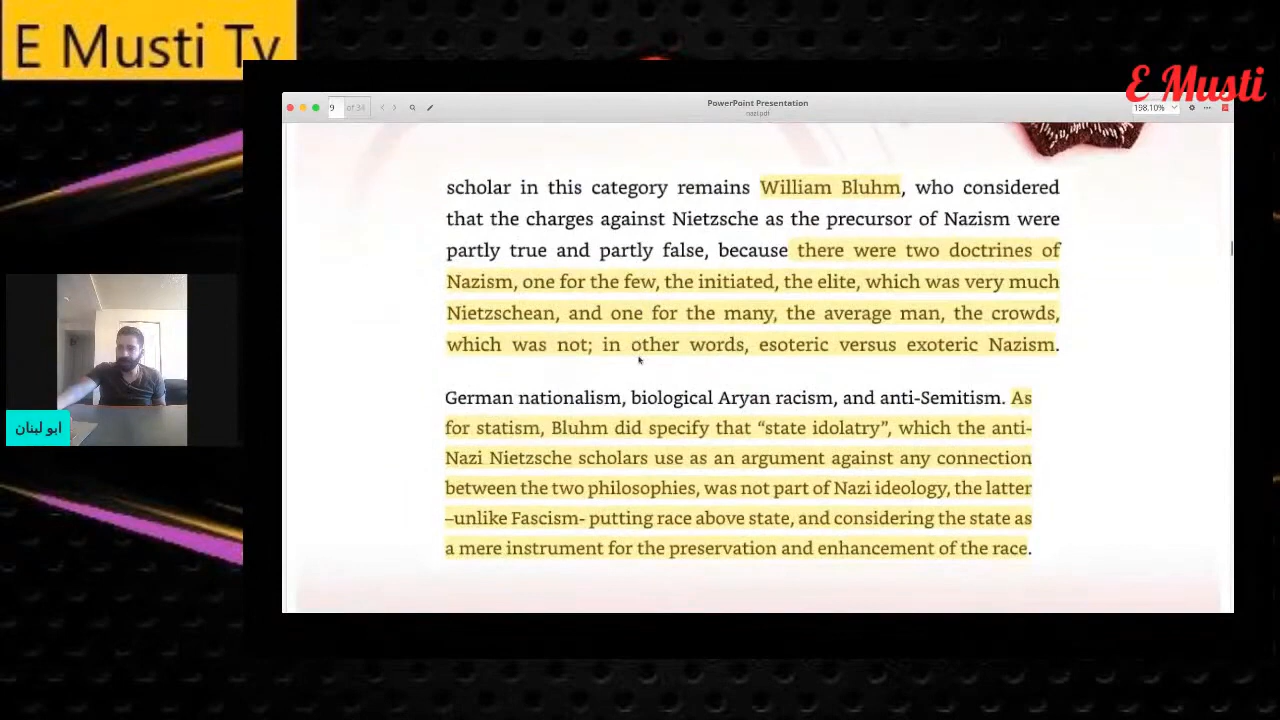 E Musti Tv
E Musti
9 of 34
PowerPoint Presentation
nazi.pdf
198.10%
scholar in this category remains William Bluhm, who considered
that the charges against Nietzsche as the precursor of Nazism were
partly true and partly false, because there were two doctrines of
Nazism, one for the few, the initiated, the elite, which was very much
Nietzschean, and one for the many, the average man, the crowds,
which was not; in other words, esoteric versus exoteric Nazism.
German nationalism, biological Aryan racism, and anti-Semitism. As
for statism, Bluhm did specify that “state idolatry”, which the anti-
Nazi Nietzsche scholars use as an argument against any connection
between the two philosophies, was not part of Nazi ideology, the latter
–unlike Fascism- putting race above state, and considering the state as
a mere instrument for the preservation and enhancement of the race.
ابو لبنان